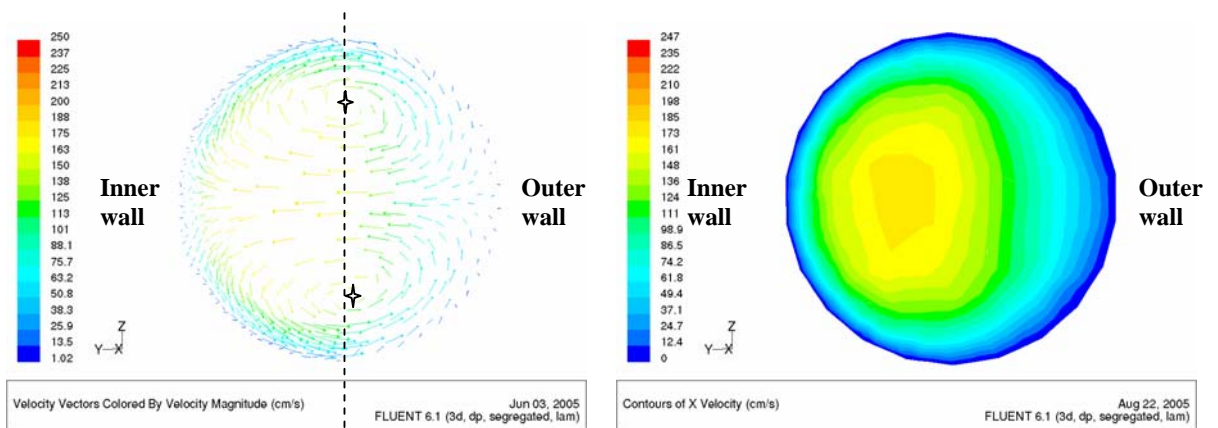 250
237
225
213
200
188
175
163
150
138
125
113
101
88.1
75.7
63.2
50.8
38.3
25.9
13.5
1.02
Inner
wall
Outer
wall
Z
Y X
Velocity Vectors Colored By Velocity Magnitude (cm/s)
Jun 03, 2005
FLUENT 6.1 (3d, dp, segregated, lam)
247
235
222
210
198
185
173
161
148
136
124
111
98.9
86.5
74.2
61.8
49.4
37.1
24.7
12.4
0
Inner
wall
Outer
wall
Z
Y X
Contours of X Velocity (cm/s)
Aug 22, 2005
FLUENT 6.1 (3d, dp, segregated, lam)